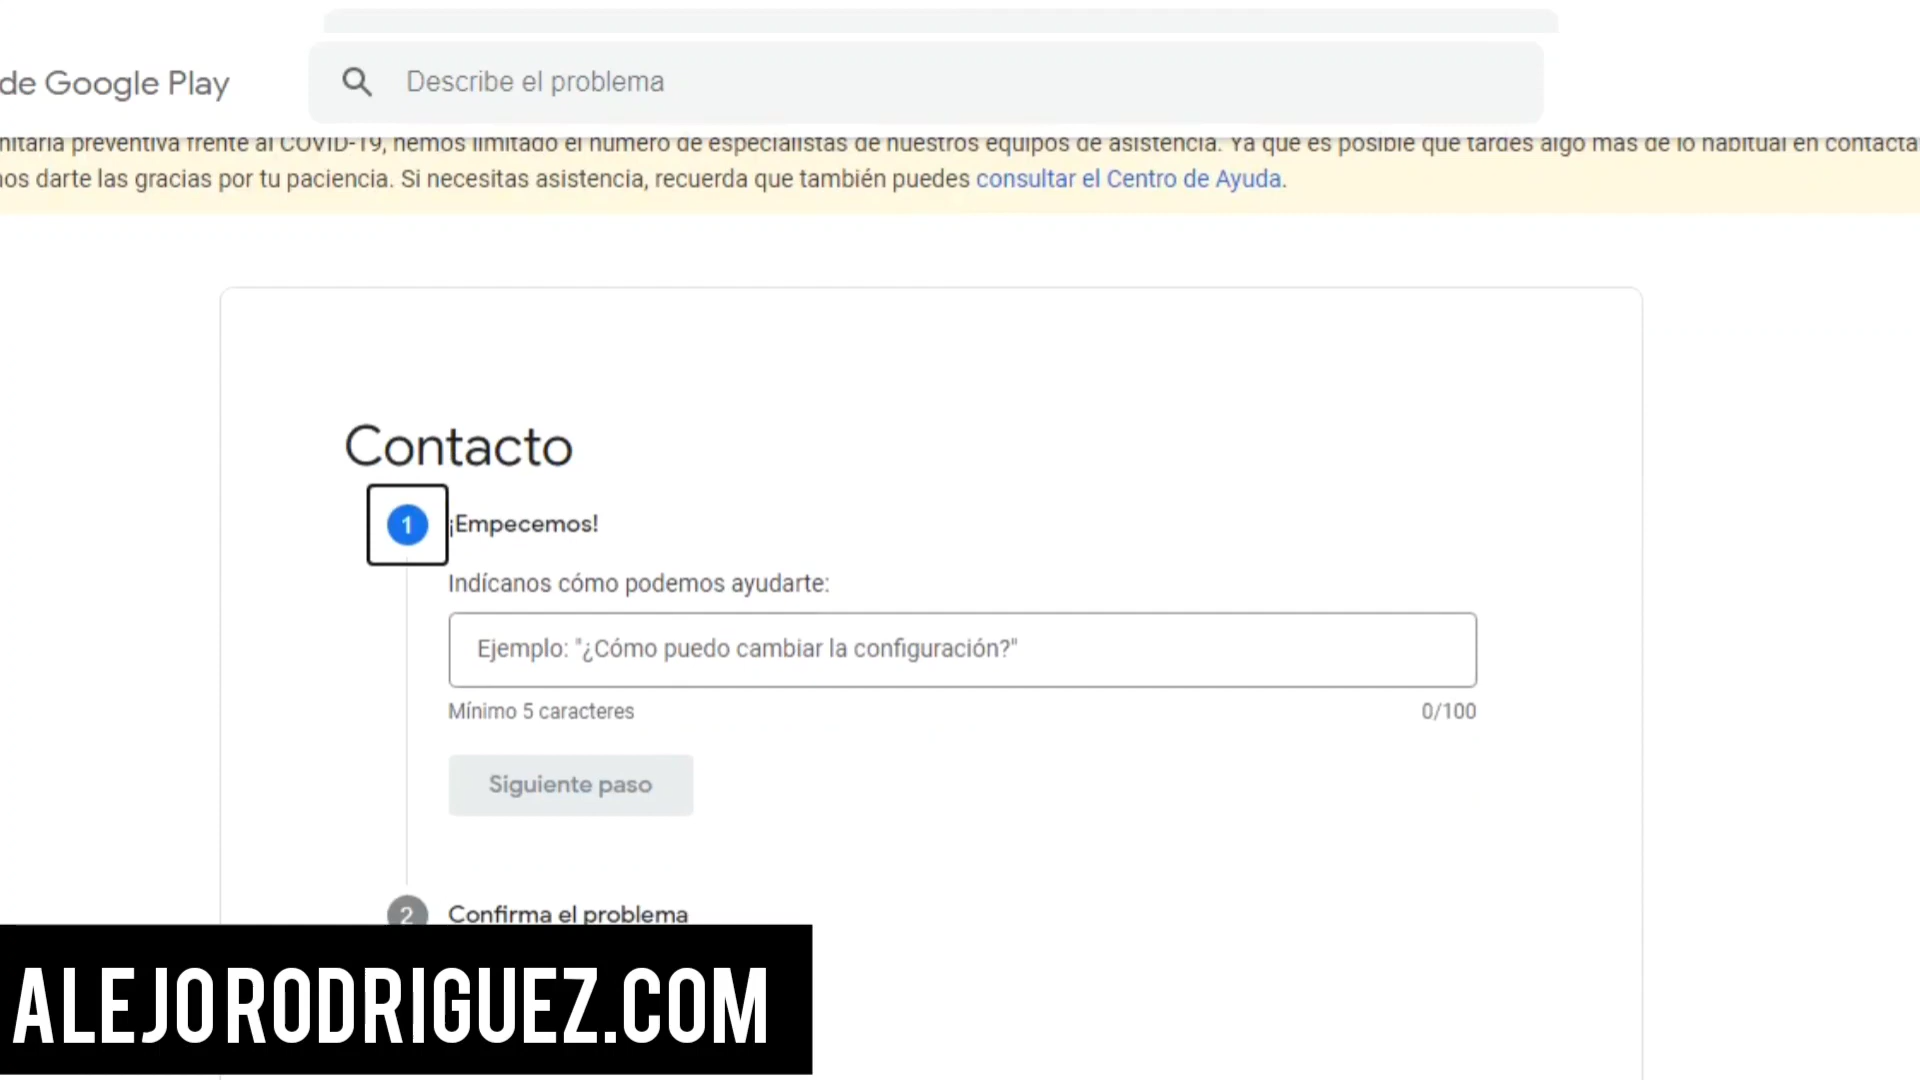 de Google Play
Describe el problema
nitaria preventiva frente al COVID-19, hemos limitado el número de especialistas de nuestros equipos de asistencia. Ya que es posible que tardes algo más de lo habitual en contacta
nos darte las gracias por tu paciencia. Si necesitas asistencia, recuerda que también puedes consultar el Centro de Ayuda.
Contacto
1 ¡Empecemos!
Indícanos cómo podemos ayudarte:
Ejemplo: "¿Cómo puedo cambiar la configuración?"
Mínimo 5 caracteres 0/100
Siguiente paso
2 Confirma el problema
ALEJORODRIGUEZ.COM